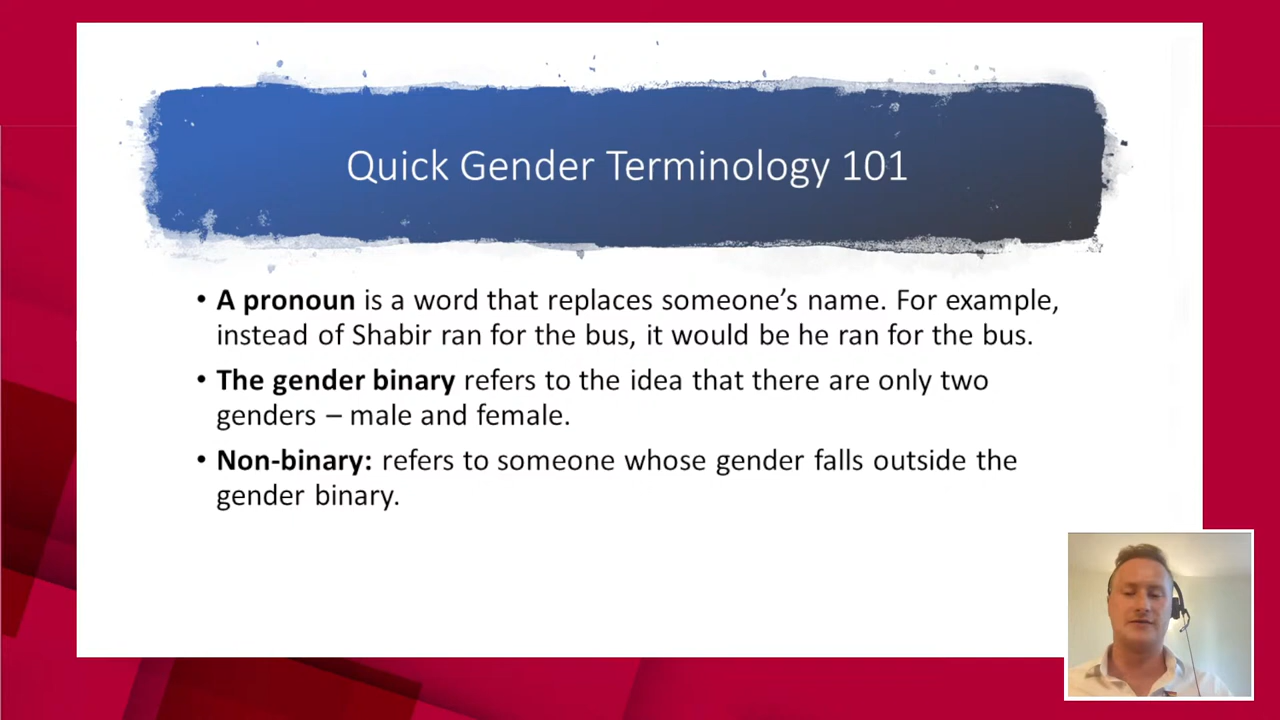 Quick Gender Terminology 101
• A pronoun is a word that replaces someone’s name. For example,
instead of Shabir ran for the bus, it would be he ran for the bus.
• The gender binary refers to the idea that there are only two
genders – male and female.
• Non-binary: refers to someone whose gender falls outside the
gender binary.